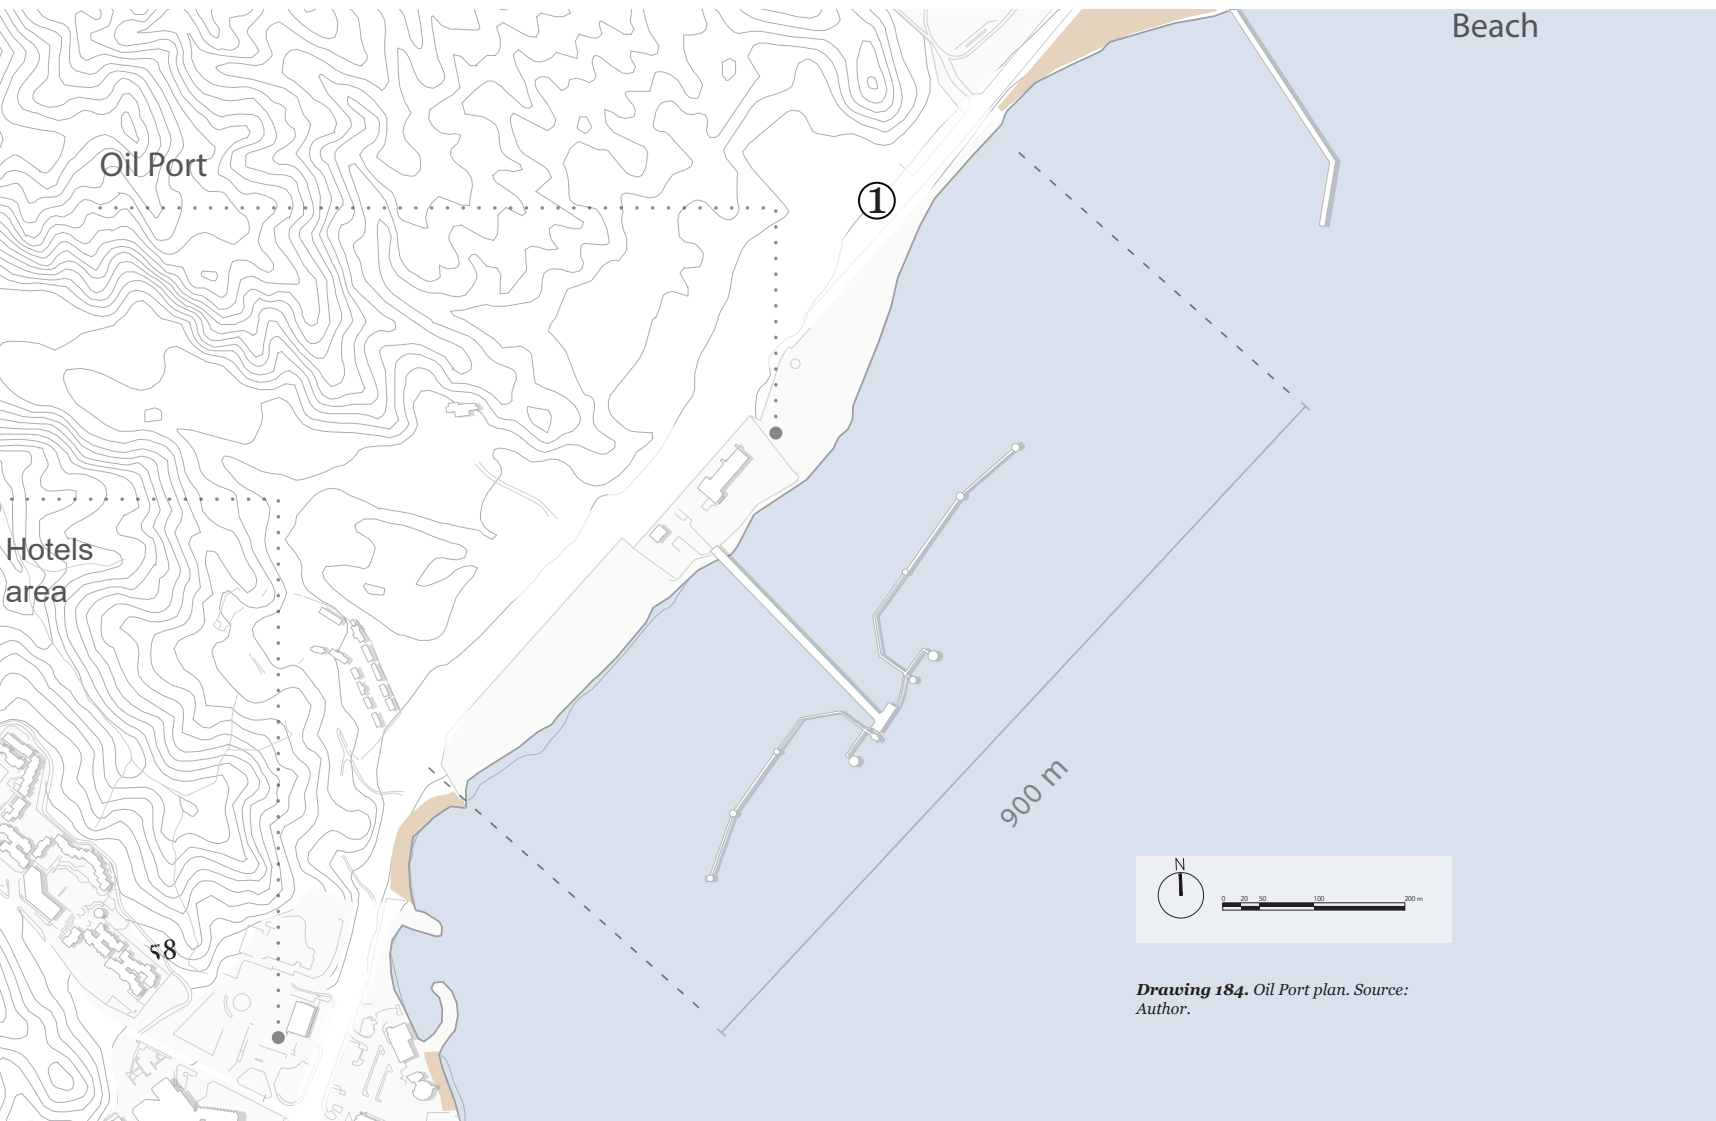 Beach
Oil Port
①
Hotels
area
900 m
N
0 20 50 100 200 m
Drawing 184. Oil Port plan. Source:
Author.